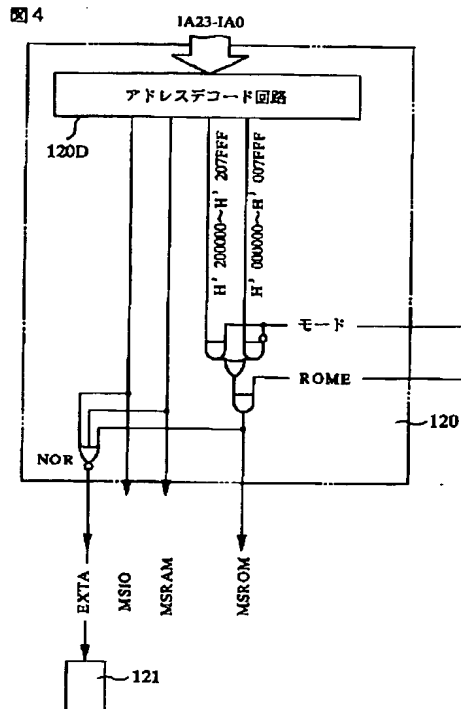 図4
IA23-IA0
アドレスデコード回路
120D
H' 200000~H' 207FFF
H' 000000~H' 007FFF
モード
ROME
120
NOR
EXTA
MSIO
MSRAM
MSROM
121